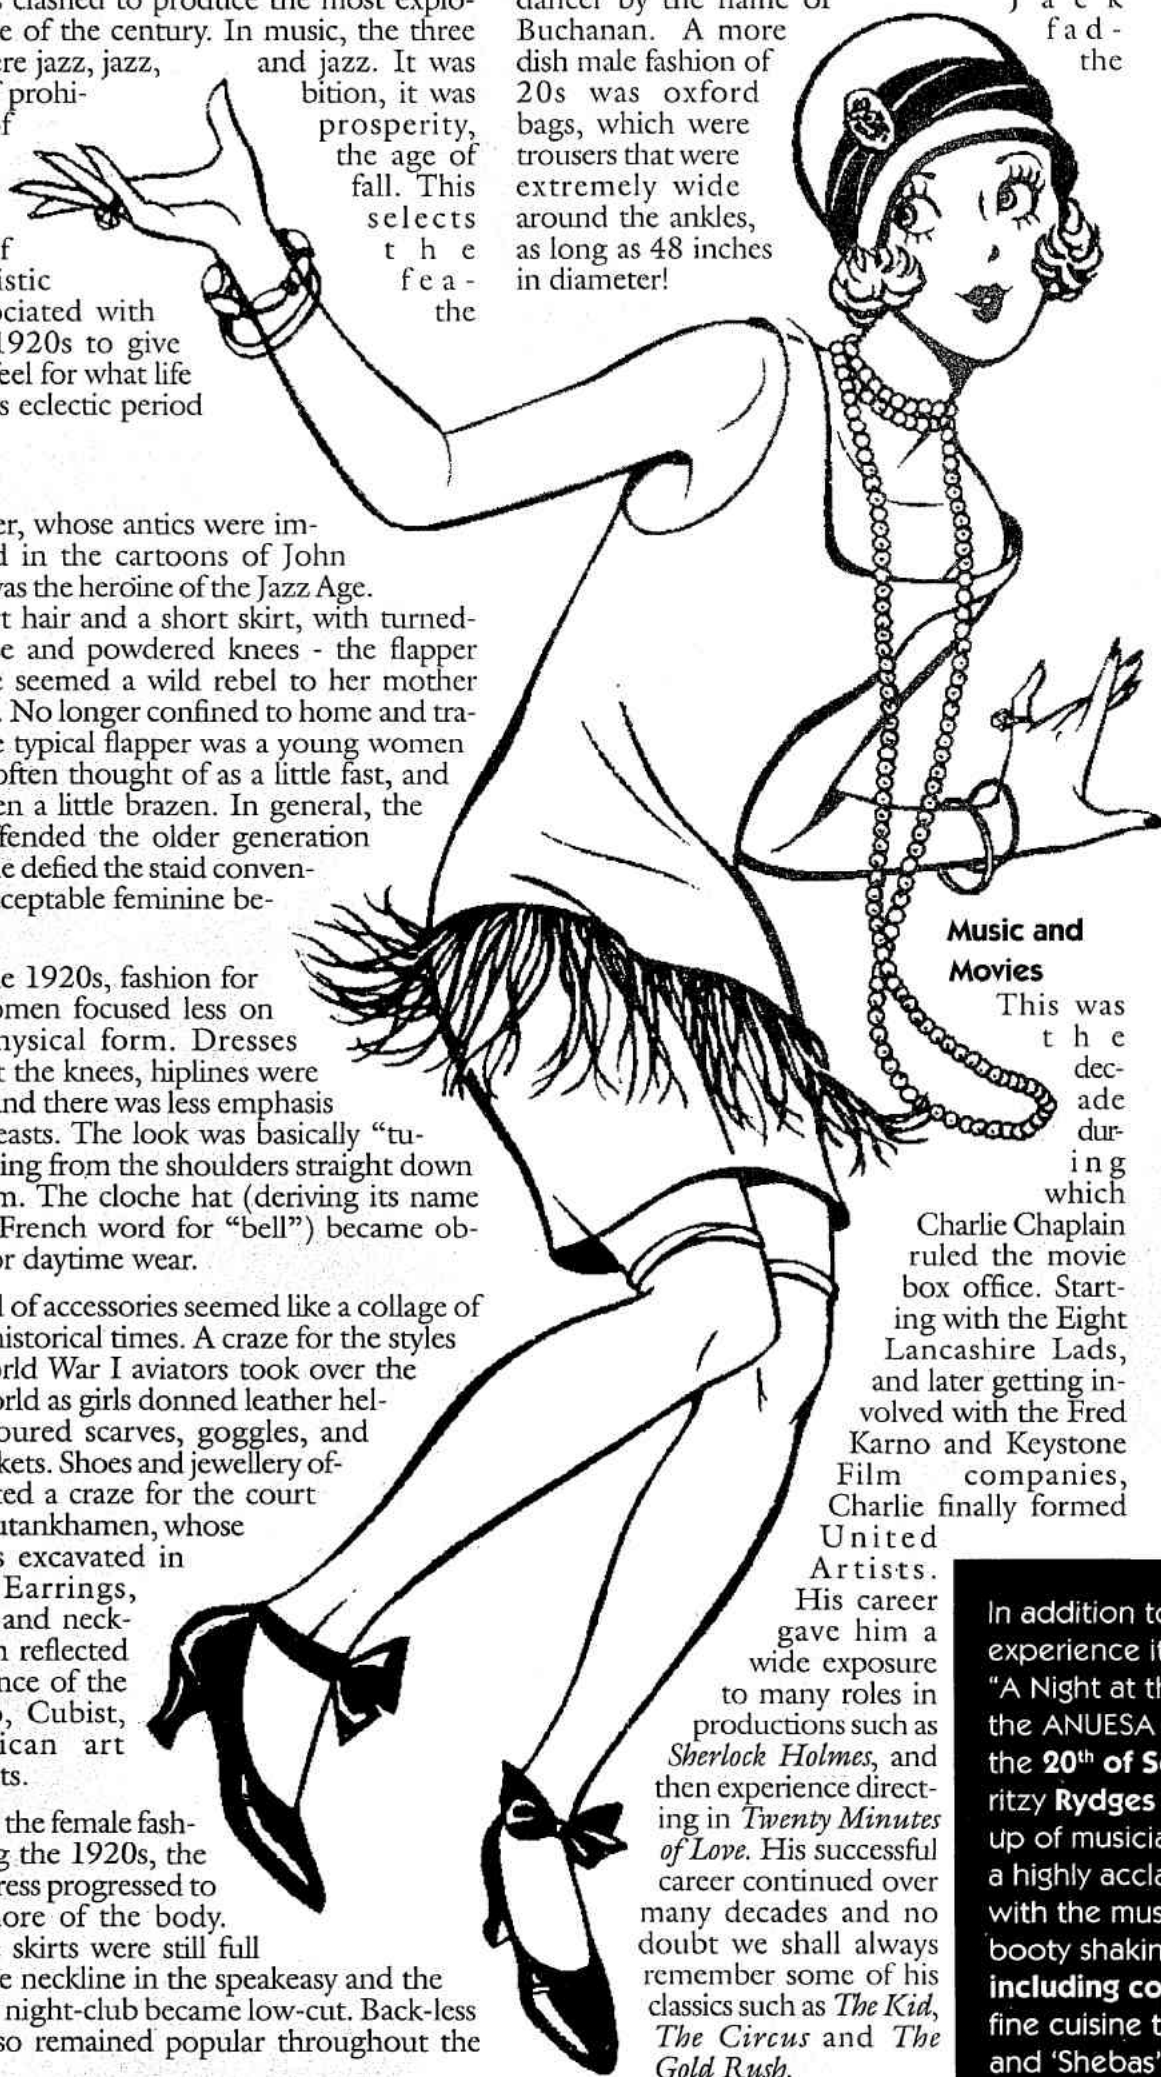 clashed to produce the most explo-
e of the century. In music, the three
re jazz, jazz, and jazz. It was
prohi- bition, it was
f prosperity,
the age of
fall. This
selects
f t h e
istic fea-
ociated with the
1920s to give
eel for what life
s eclectic period
er, whose antics were im-
d in the cartoons of John
was the heroine of the Jazz Age.
t hair and a short skirt, with turned-
e and powdered knees - the flapper
e seemed a wild rebel to her mother
. No longer confined to home and tra-
e typical flapper was a young women
often thought of as a little fast, and
en a little brazen. In general, the
fended the older generation
e defied the staid conven-
ceptable feminine be-
e 1920s, fashion for
omen focused less on
hysical form. Dresses
t the knees, hiplines were
and there was less emphasis
easts. The look was basically “tu-
ing from the shoulders straight down
m. The cloche hat (deriving its name
French word for “bell”) became ob-
or daytime wear.
l of accessories seemed like a collage of
historical times. A craze for the styles
orld War I aviators took over the
orld as girls donned leather hel-
oured scarves, goggles, and
kets. Shoes and jewellery of-
ted a craze for the court
utankhamen, whose
s excavated in
Earrings,
and neck-
n reflected
nce of the
o, Cubist,
ican art
ts.
the female fash-
g the 1920s, the
ress progressed to
ore of the body.
e skirts were still full
e neckline in the speakeasy and the
night-club became low-cut. Back-less
so remained popular throughout the
dancer by the name of J a c k
Buchanan. A more fad-
dish male fashion of the
20s was oxford
bags, which were
trousers that were
extremely wide
around the ankles,
as long as 48 inches
in diameter!
Music and
Movies
This was
t h e
dec-
ade
dur-
ing
which
Charlie Chaplain
ruled the movie
box office. Start-
ing with the Eight
Lancashire Lads,
and later getting in-
volved with the Fred
Karno and Keystone
Film companies,
Charlie finally formed
United
Artists.
His career
gave him a
wide exposure
to many roles in
productions such as
Sherlock Holmes, and
then experience direct-
ing in Twenty Minutes
of Love. His successful
career continued over
many decades and no
doubt we shall always
remember some of his
classics such as The Kid,
The Circus and The
Gold Rush.
In addition to
experience it
“A Night at th
the ANUESA
the 20th of S
ritzy Rydges
up of musicia
a highly accla
with the mus
booty shakin
including co
fine cuisine t
and ‘Shebas’